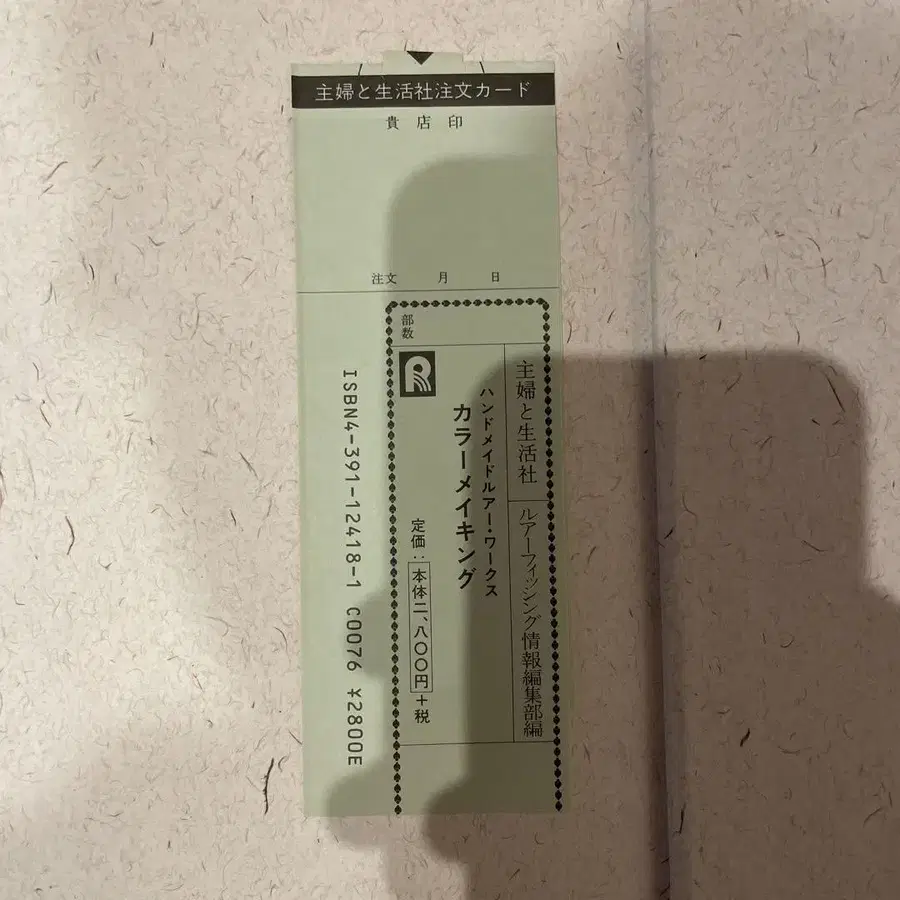 主婦と生活社注文カード
貴店印
注文 月 日
部数
主婦と生活社
ルアーフィッシング情報編集部編
ハンドメイドルアー・ワークス
カラーメイキング
定価:本体二、八〇〇円+税
R
ISBN4-391-12418-1 C0076 ¥2800E